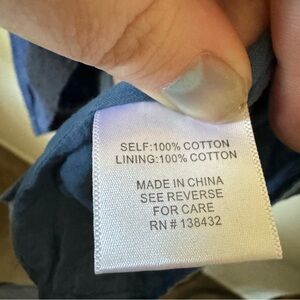 SELF:100% COTTON
LINING:100% COTTON
MADE IN CHINA
SEE REVERSE
FOR CARE
RN # 138432